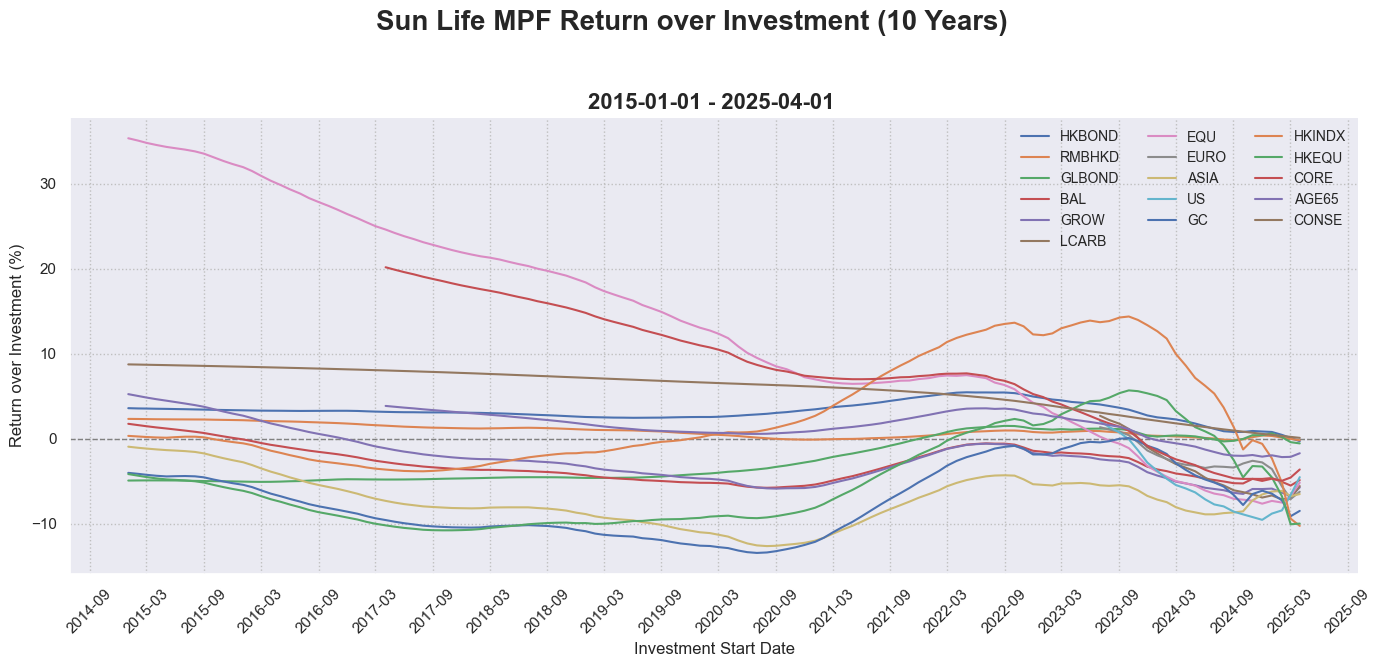 Sun Life MPF Return over Investment (10 Years)
2015-01-01 - 2025-04-01
Return over Investment (%)
30
20
10
0
−10
HKBOND
RMBHKD
GLBOND
BAL
GROW
LCARB
EQU
EURO
ASIA
US
GC
HKINDX
HKEQU
CORE
AGE65
CONSE
2014-09
2015-03
2015-09
2016-03
2016-09
2017-03
2017-09
2018-03
2018-09
2019-03
2019-09
2020-03
2020-09
2021-03
2021-09
2022-03
2022-09
2023-03
2023-09
2024-03
2024-09
2025-03
2025-09
Investment Start Date